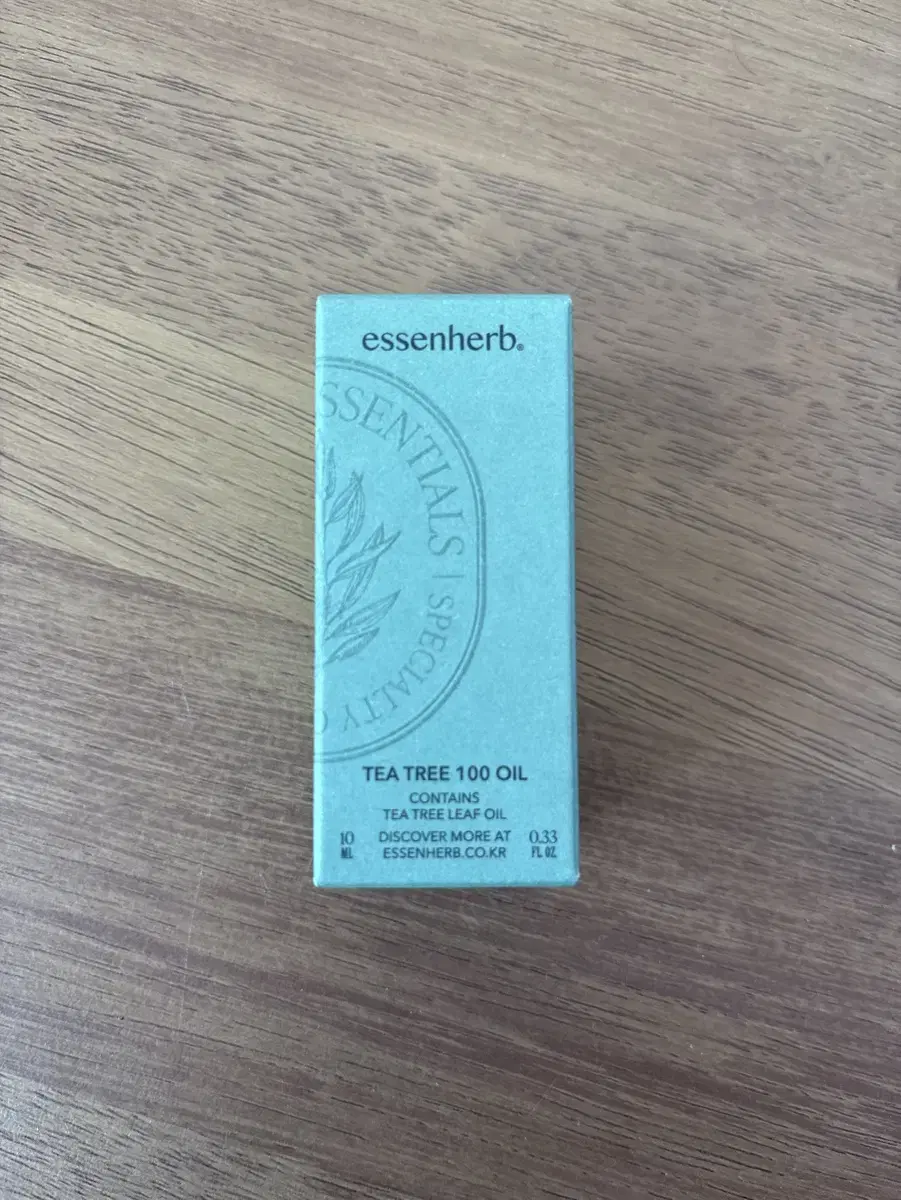 essenherb®
SSENTIALS | SPECIALTY
TEA TREE 100 OIL
CONTAINS
TEA TREE LEAF OIL
10
ML
DISCOVER MORE AT
ESSENHERB.CO.KR
0.33
FL. OZ.